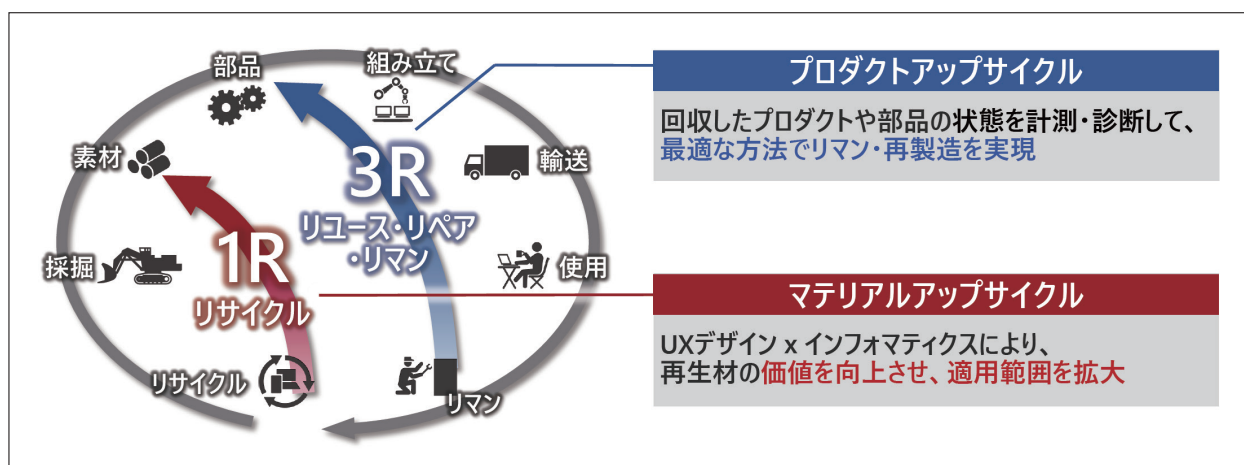 部品
組み立て
素材
輸送
3R
リユース・リペア
・リマン
採掘
1R
リサイクル
使用
リサイクル
リマン
プロダクトアップサイクル
回収したプロダクトや部品の状態を計測・診断して、
最適な方法でリマン・再製造を実現
マテリアルアップサイクル
UXデザイン x インフォマティクスにより、
再生材の価値を向上させ、適用範囲を拡大